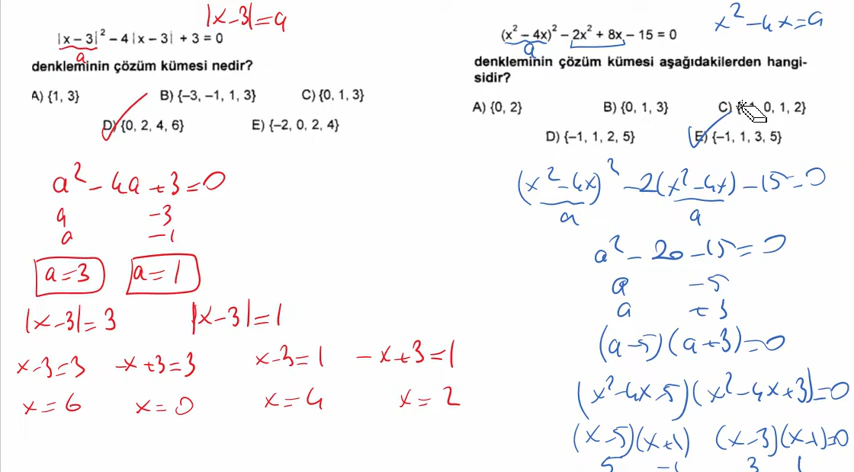 |x-3|=a
|x – 3|² – 4|x – 3| + 3 = 0
a
denkleminin çözüm kümesi nedir?
A) {1, 3} B) {–3, –1, 1, 3} C) {0, 1, 3}
D) {0, 2, 4, 6} E) {–2, 0, 2, 4}
a² - 4a + 3 = 0
a -3
a -1
a=3 a=1
|x-3|=3 |x-3|=1
x-3=3 -x+3=3 x-3=1 -x+3=1
x=6 x=0 x=4 x=2
x²-4x=a
(x² – 4x)² – 2x² + 8x – 15 = 0
a
denkleminin çözüm kümesi aşağıdakilerden hangi-
sidir?
A) {0, 2} B) {0, 1, 3} C) 0, 1, 2}
D) {–1, 1, 2, 5} E) {–1, 1, 3, 5}
(x²-4x)² -2(x²-4x) -15=0
a a
a² - 2a - 15 = 0
a -5
a +3
(a-5)(a+3)=0
(x²-4x-5)(x²-4x+3)=0
(x-5)(x+1) (x-3)(x-1)=0
5 -1 3 1